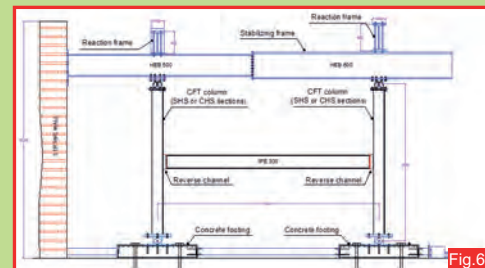 Reaction frame
Reaction frame
Stabilizing frame
HEB 500
HEB 600
CFT column
(SHS or CHS sections)
CFT column
(SHS or CHS sections)
IPE 300
Reverse channel
Reverse channel
Concrete footing
Concrete footing
Fig.6